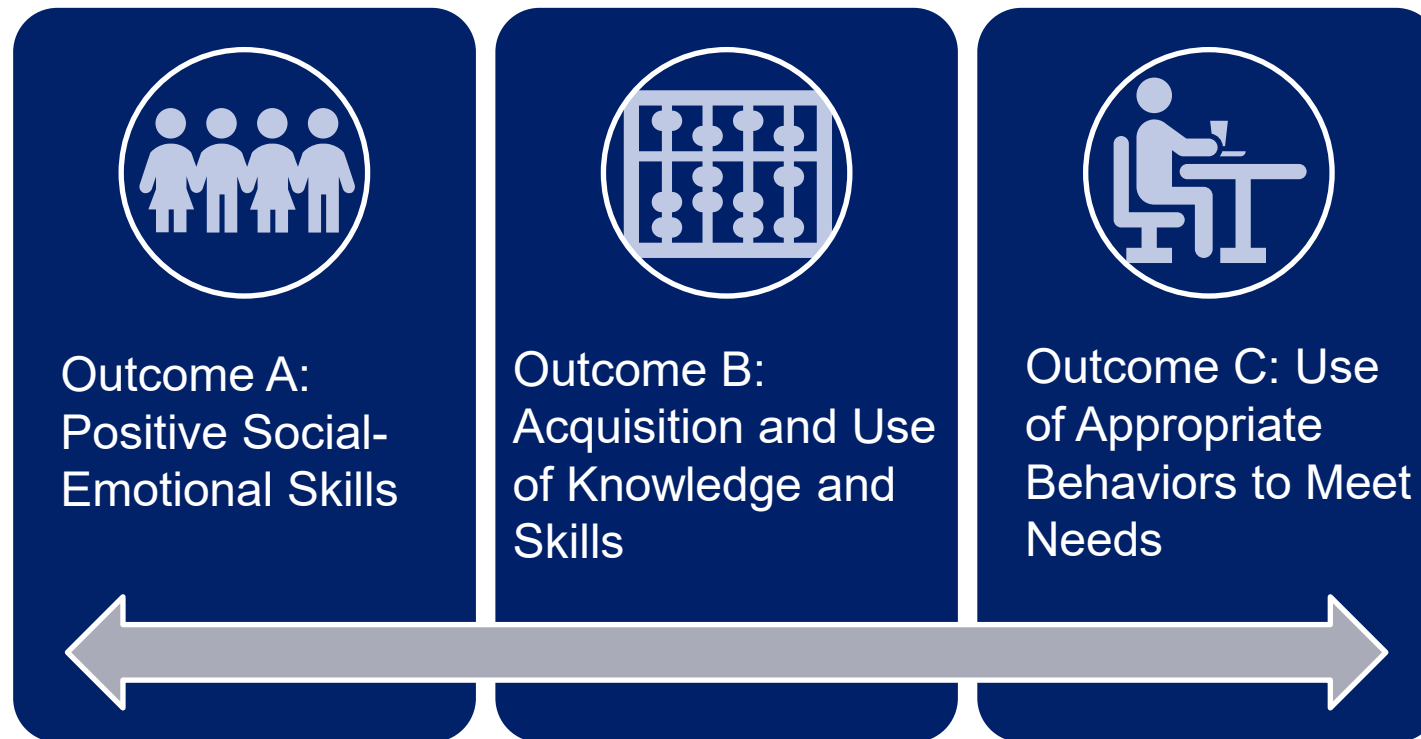 Outcome A:
Positive Social-
Emotional Skills
Outcome B:
Acquisition and Use
of Knowledge and
Skills
Outcome C: Use
of Appropriate
Behaviors to Meet
Needs